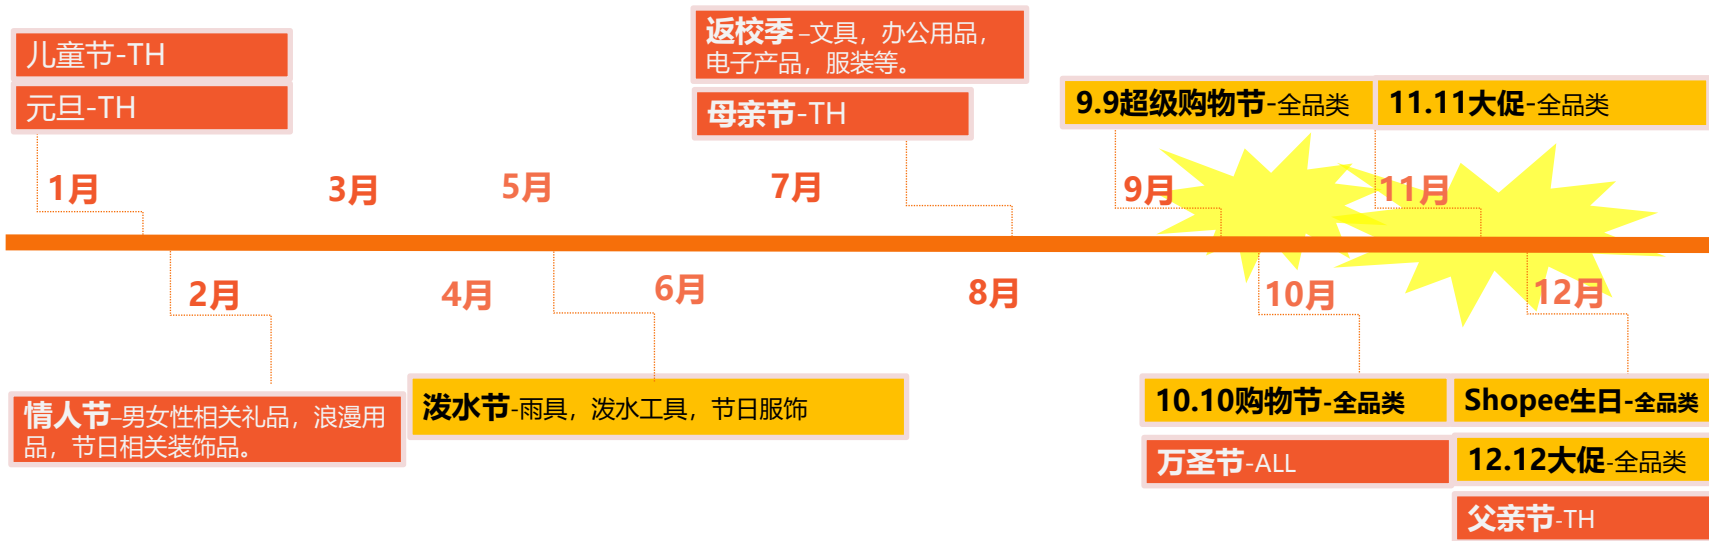 儿童节-TH
元旦-TH
返校季 –文具，办公用品，
电子产品，服装等。
母亲节-TH
9.9超级购物节-全品类
11.11大促-全品类
1月
3月
5月
7月
9月
11月
2月
4月
6月
8月
10月
12月
情人节–男女性相关礼品，浪漫用
品，节日相关装饰品。
泼水节-雨具，泼水工具，节日服饰
10.10购物节-全品类
万圣节-ALL
Shopee生日-全品类
12.12大促-全品类
父亲节-TH